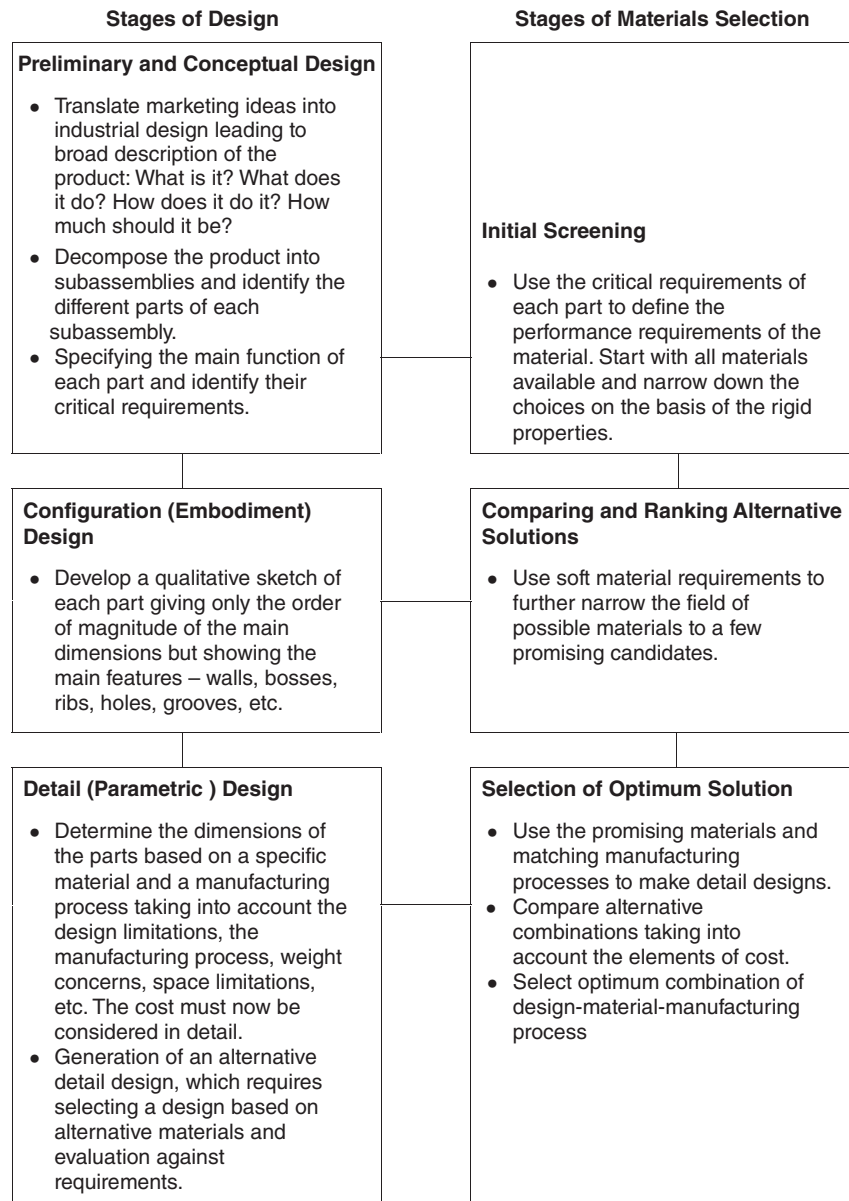 Stages of Design
Stages of Materials Selection
Preliminary and Conceptual Design
• Translate marketing ideas into
industrial design leading to
broad description of the
product: What is it? What does
it do? How does it do it? How
much should it be?
• Decompose the product into
subassemblies and identify the
different parts of each
subassembly.
• Specifying the main function of
each part and identify their
critical requirements.
Initial Screening
• Use the critical requirements of
each part to define the
performance requirements of the
material. Start with all materials
available and narrow down the
choices on the basis of the rigid
properties.
Configuration (Embodiment)
Design
• Develop a qualitative sketch of
each part giving only the order
of magnitude of the main
dimensions but showing the
main features – walls, bosses,
ribs, holes, grooves, etc.
Comparing and Ranking Alternative
Solutions
• Use soft material requirements to
further narrow the field of
possible materials to a few
promising candidates.
Detail (Parametric ) Design
• Determine the dimensions of
the parts based on a specific
material and a manufacturing
process taking into account the
design limitations, the
manufacturing process, weight
concerns, space limitations,
etc. The cost must now be
considered in detail.
• Generation of an alternative
detail design, which requires
selecting a design based on
alternative materials and
evaluation against
requirements.
Selection of Optimum Solution
• Use the promising materials and
matching manufacturing
processes to make detail designs.
• Compare alternative
combinations taking into
account the elements of cost.
• Select optimum combination of
design-material-manufacturing
process